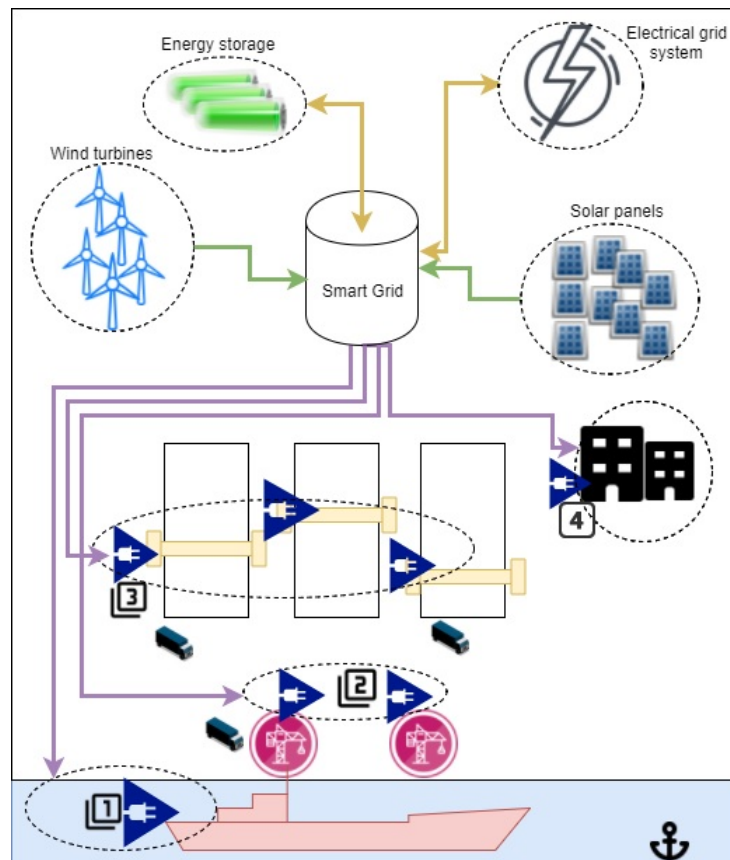 Energy storage
Electrical grid
system
Wind turbines
Solar panels
Smart Grid
4
3
2
1